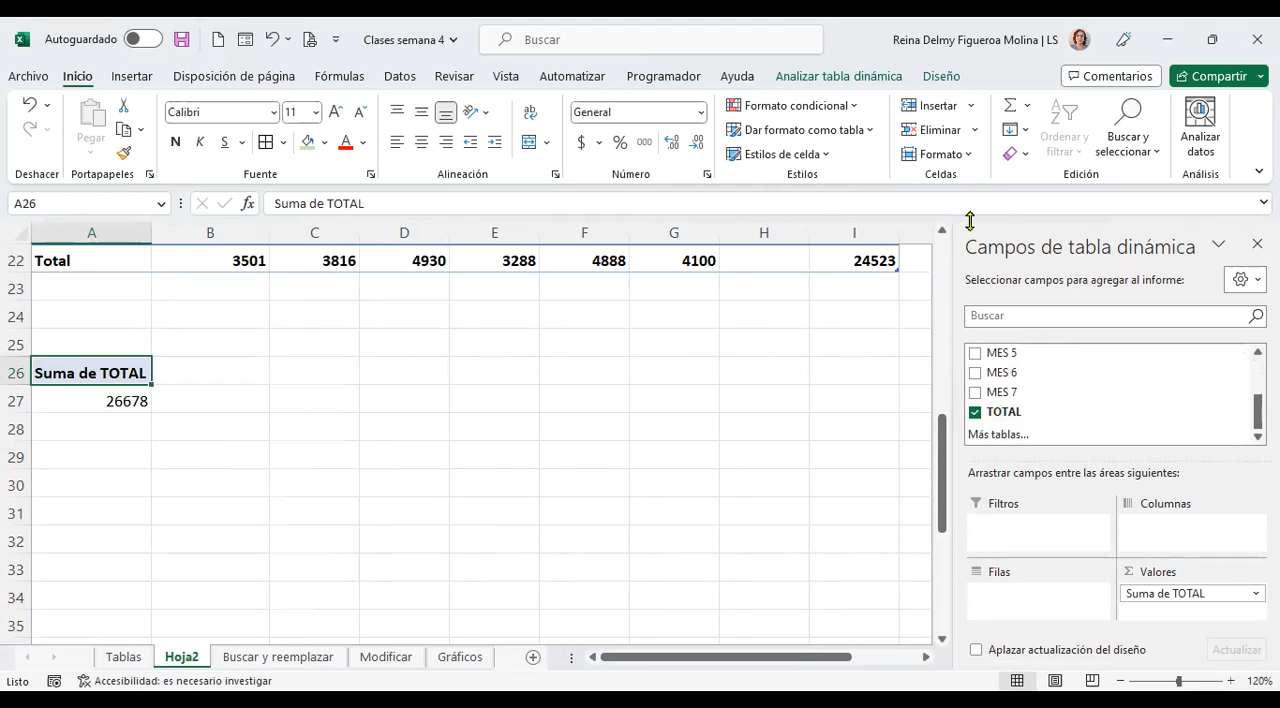 Autoguardado Clases semana 4 Buscar Reina Delmy Figueroa Molina | LS
Archivo Inicio Insertar Disposición de página Fórmulas Datos Revisar Vista Automatizar Programador Ayuda Analizar tabla dinámica Diseño Comentarios Compartir
Calibri 11 General Formato condicional Insertar
Pegar N K S $ % 000 Dar formato como tabla Eliminar Ordenar y filtrar Buscar y seleccionar Analizar datos
Estilos de celda Formato
Deshacer Portapapeles Fuente Alineación Número Estilos Celdas Edición Análisis
A26 fx Suma de TOTAL
A B C D E F G H I
22 Total 3501 3816 4930 3288 4888 4100 24523
23
24
25
26 Suma de TOTAL
27 26678
28
29
30
31
32
33
34
35
Campos de tabla dinámica
Seleccionar campos para agregar al informe:
Buscar
MES 5
MES 6
MES 7
TOTAL
Más tablas...
Arrastrar campos entre las áreas siguientes:
Filtros Columnas
Filas Σ Valores
Suma de TOTAL
Aplazar actualización del diseño Actualizar
Tablas Hoja2 Buscar y reemplazar Modificar Gráficos
Listo Accesibilidad: es necesario investigar 120%